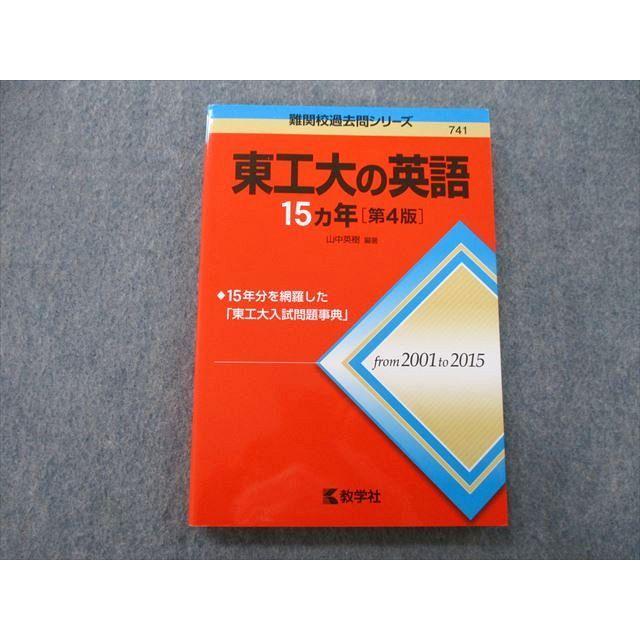 難関校過去問シリーズ
741
東工大の英語
15ヵ年[第4版]
山中英樹 編著
◆15年分を網羅した
「東工大入試問題事典」
from 2001 to 2015
教学社